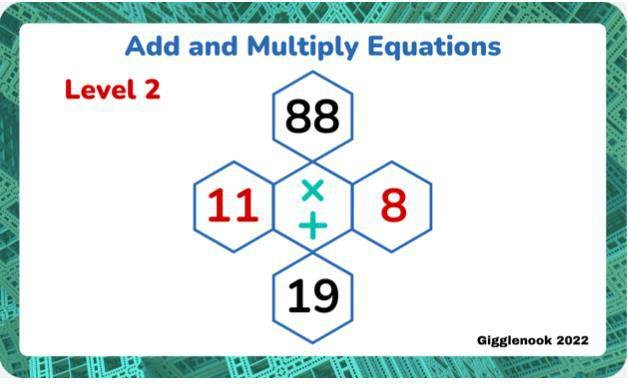 Add and Multiply Equations
Level 2
88
11 × 8
+
19
Gigglenook 2022